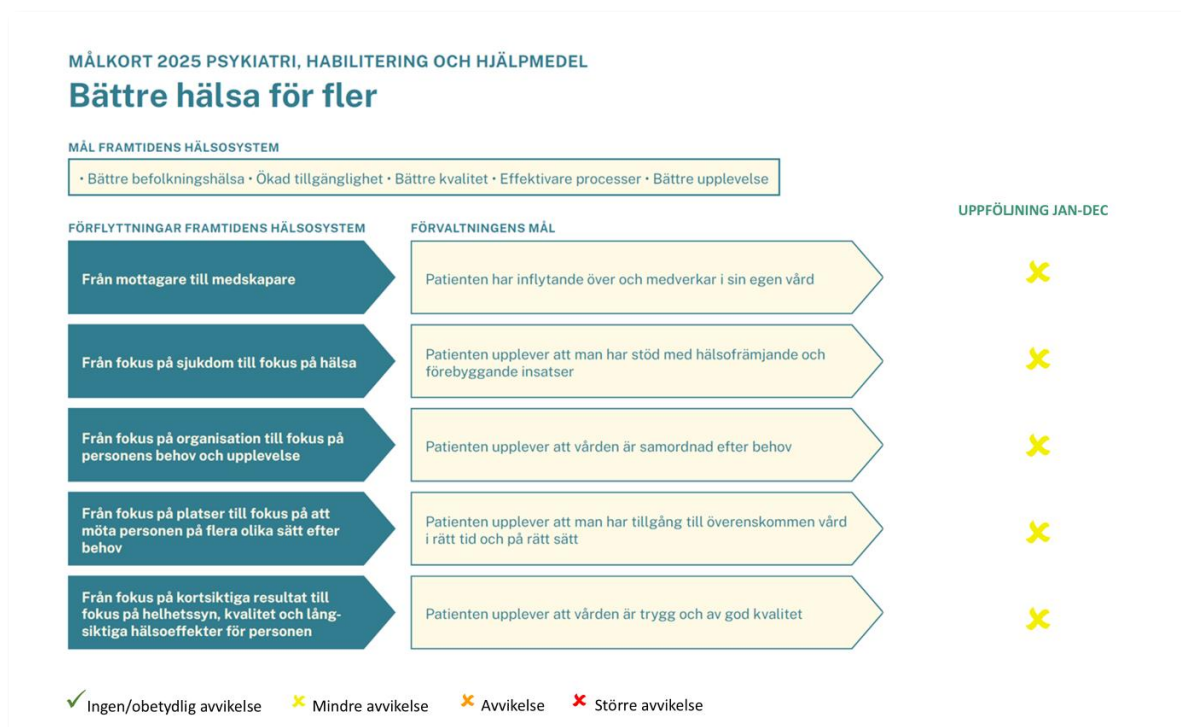 MÅLKORT 2025 PSYKIATRI, HABILITERING OCH HJÄLPMEDEL
Bättre hälsa för fler
MÅL FRAMTIDENS HÄLSOSYSTEM
• Bättre befolkningshälsa • Ökad tillgänglighet • Bättre kvalitet • Effektivare processer • Bättre upplevelse
UPPFÖLJNING JAN-DEC
FÖRFLYTTNINGAR FRAMTIDENS HÄLSOSYSTEM
FÖRVALTNINGENS MÅL
Från mottagare till medskapare
Patienten har inflytande över och medverkar i sin egen vård
Från fokus på sjukdom till fokus på hälsa
Patienten upplever att man har stöd med hälsofrämjande och
förebyggande insatser
Från fokus på organisation till fokus på
personens behov och upplevelse
Patienten upplever att vården är samordnad efter behov
Från fokus på platser till fokus på att
möta personen på flera olika sätt efter
behov
Patienten upplever att man har tillgång till överenskommen vård
i rätt tid och på rätt sätt
Från fokus på kortsiktiga resultat till
fokus på helhetssyn, kvalitet och lång-
siktiga hälsoeffekter för personen
Patienten upplever att vården är trygg och av god kvalitet
Ingen/obetydlig avvikelse
Mindre avvikelse
Avvikelse
Större avvikelse